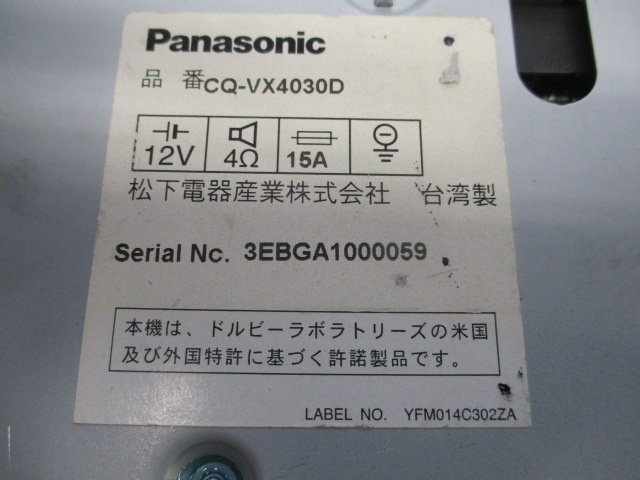 Panasonic
品 番CQ-VX4030D
12V 4Ω 15A
松下電器産業株式会社 台湾製
Serial No. 3EBGA1000059
本機は、ドルビーラボラトリーズの米国
及び外国特許に基づく許諾製品です。
LABEL NO. YFM014C302ZA